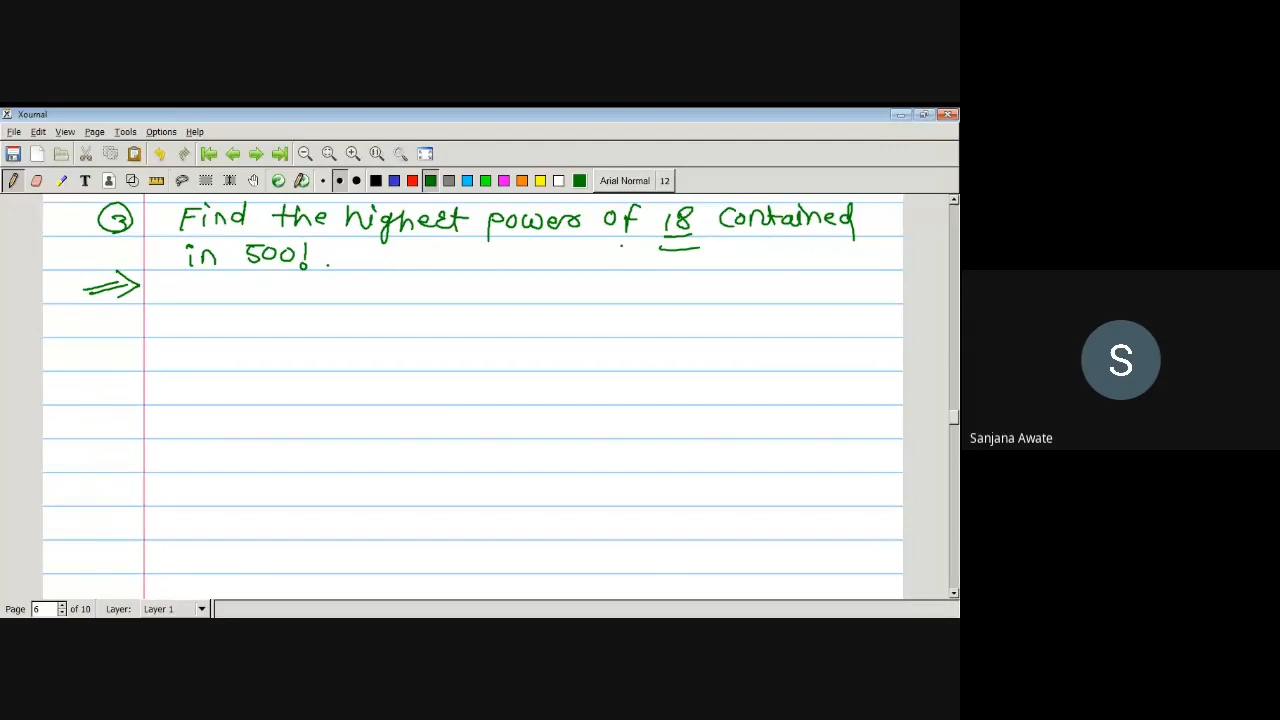 Xournal
File Edit View Page Tools Options Help
Arial Normal 12
③ Find the highest power of 18 contained
in 500! .
⇒
S
Sanjana Awate
Page 6 of 10 Layer: Layer 1